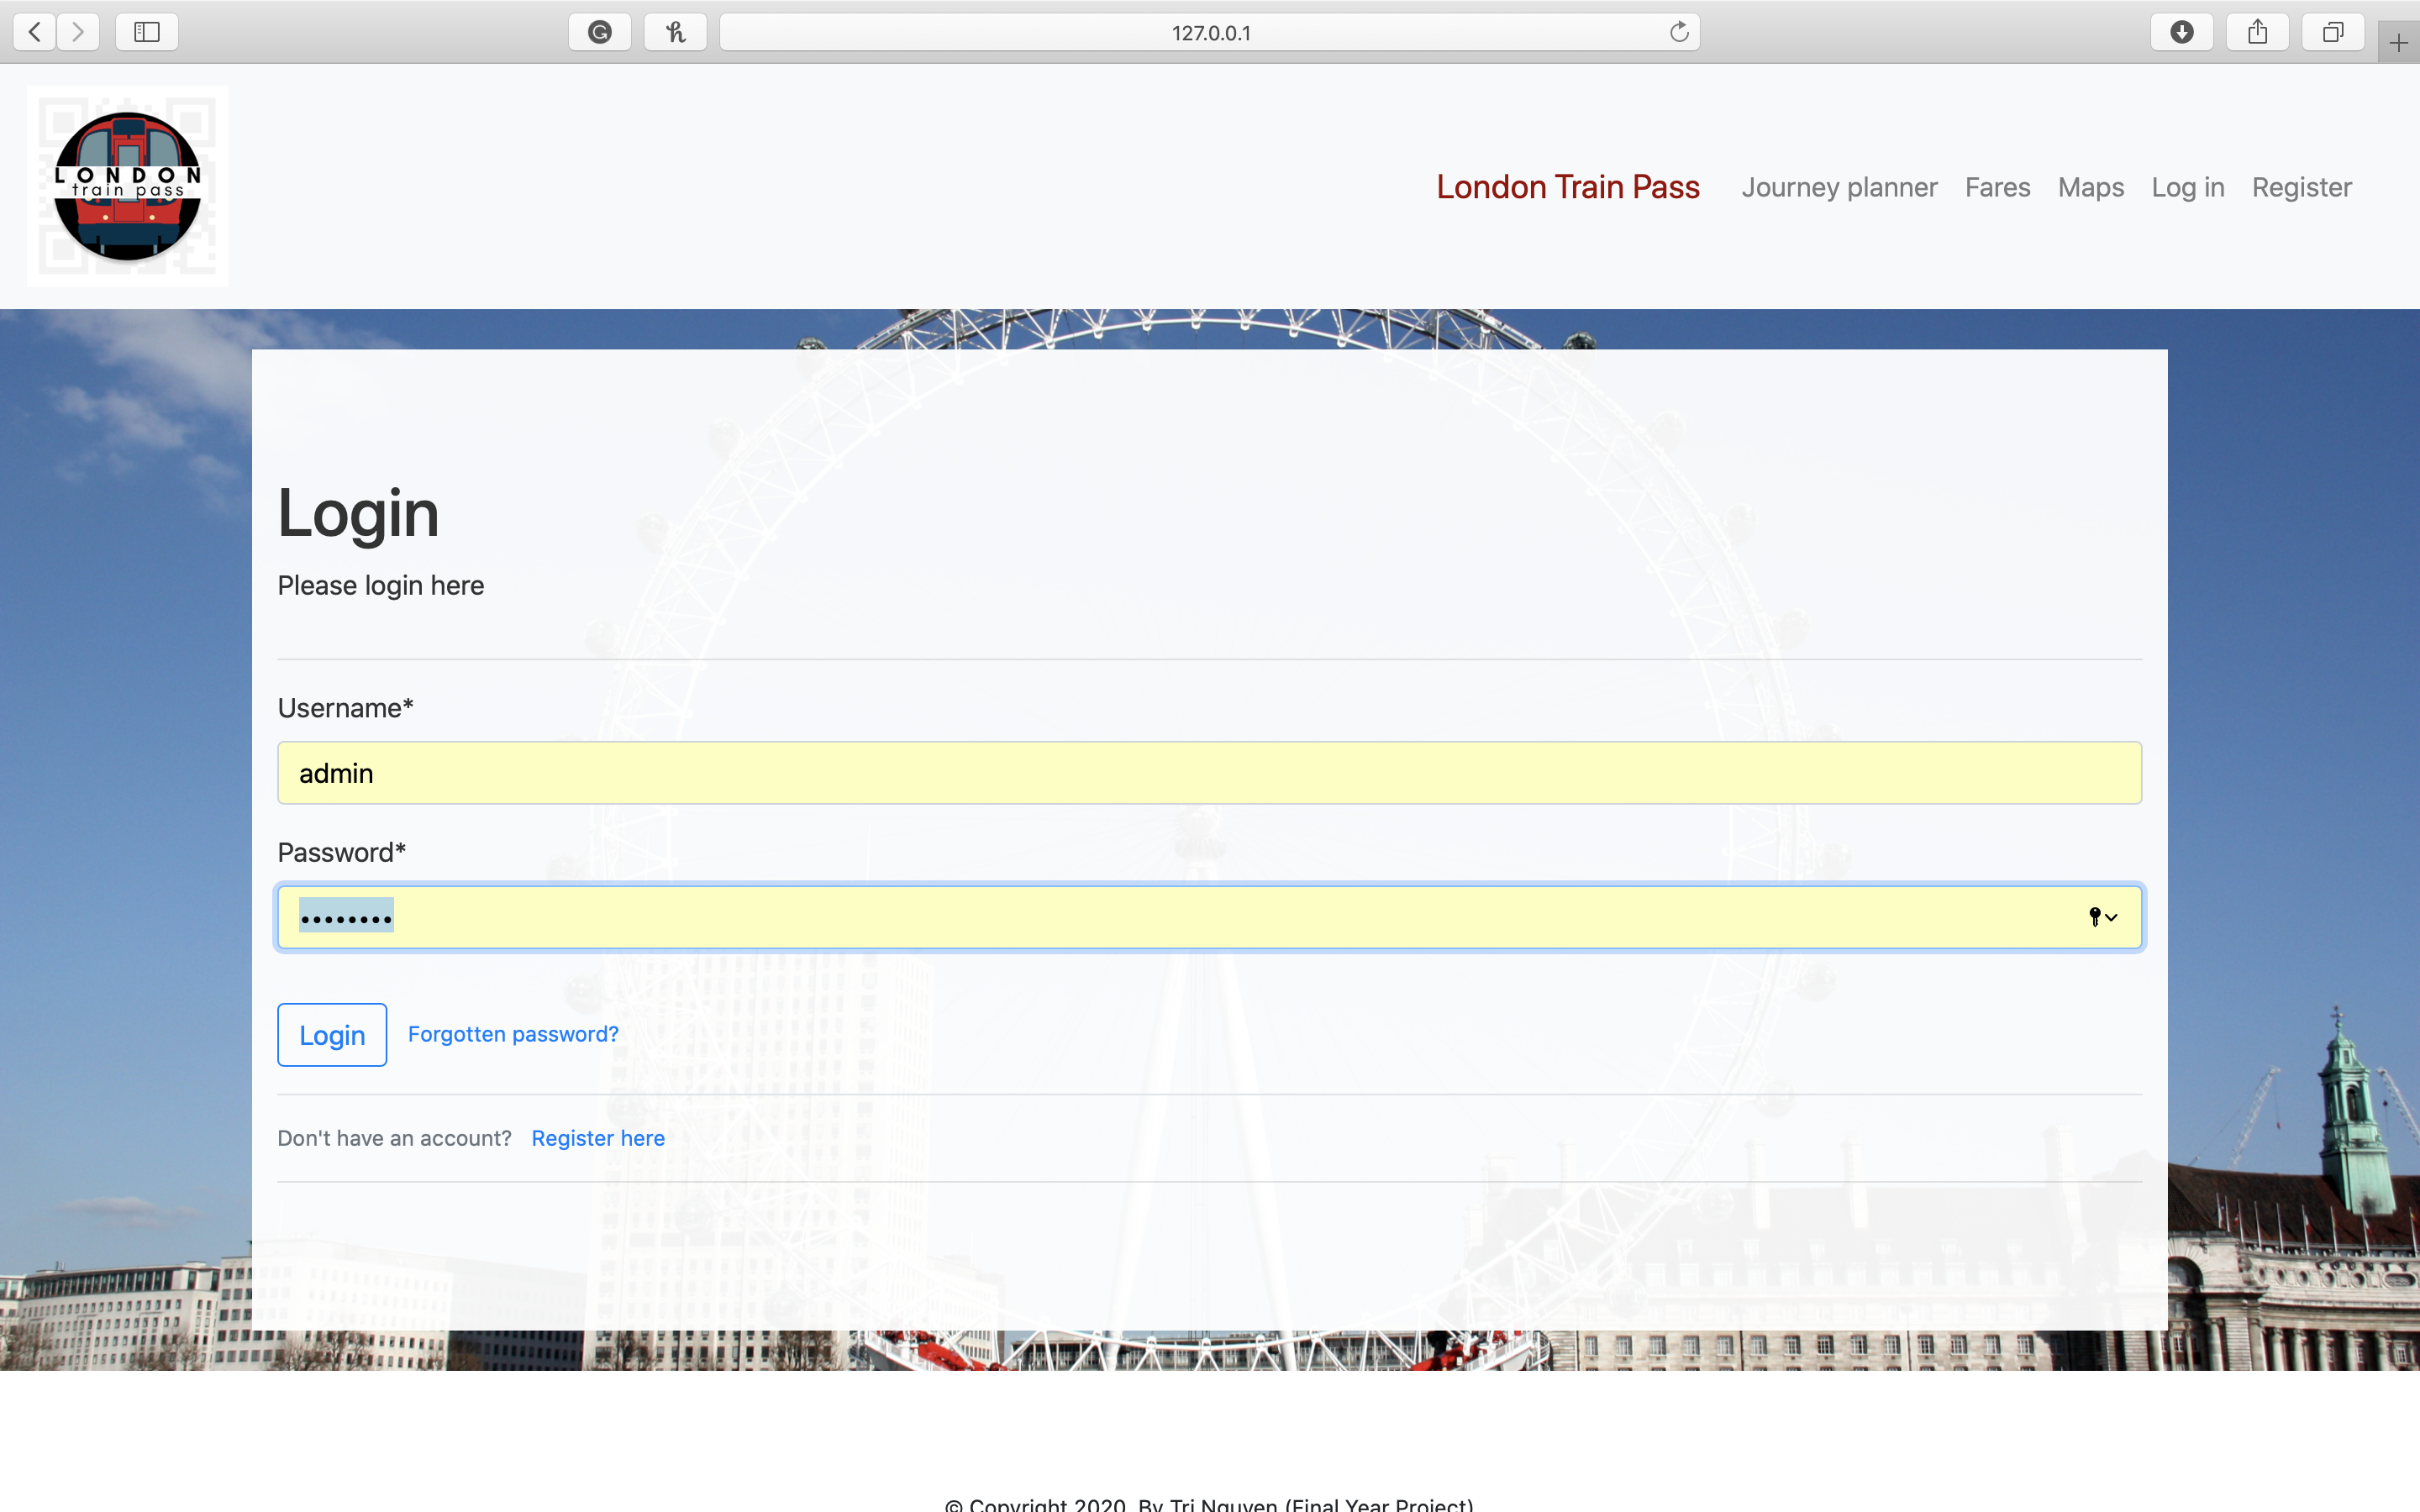 127.0.0.1
LONDON
train pass
London Train Pass Journey planner Fares Maps Log in Register
Login
Please login here
Username*
admin
Password*
••••••••
Login Forgotten password?
Don't have an account? Register here
© Copyright 2020, By Tri Nguyen (Final Year Project)